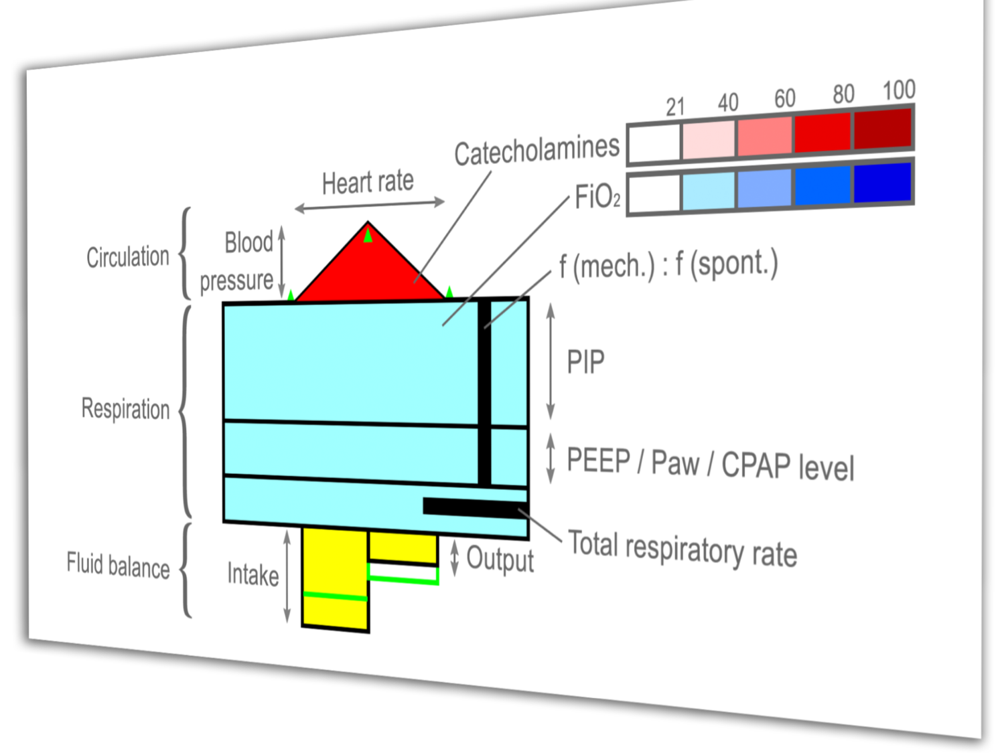 21 40 60 80 100
Catecholamines
FiO₂
Heart rate
Circulation
Blood
pressure
f (mech.) : f (spont.)
Respiration
PIP
PEEP / Paw / CPAP level
Total respiratory rate
Fluid balance
Intake
Output